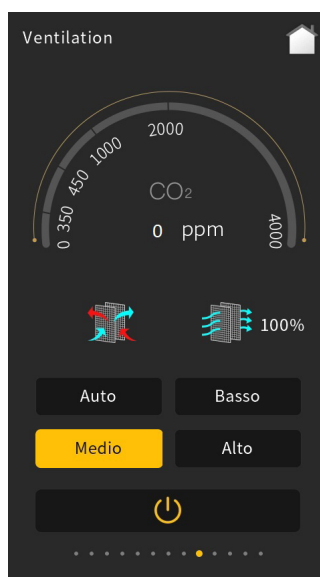 Ventilation
0 350 450 1000 2000 4000
CO₂
0 ppm
100%
Auto Basso
Medio Alto